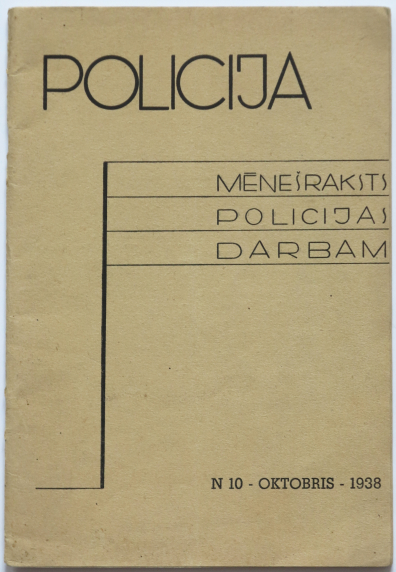 POLICIJA
MĒNEŠRAKSTS
POLICIJAS
DARBAM
N 10 - OKTOBRIS - 1938